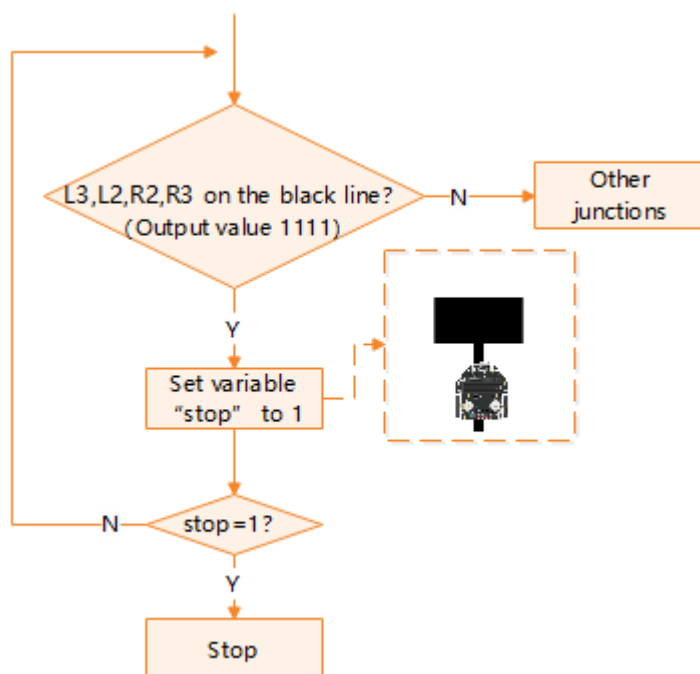 L3,L2,R2,R3 on the black line?
(Output value 1111)
N
Other
junctions
Y
Set variable
“stop” to 1
N
stop=1?
Y
Stop